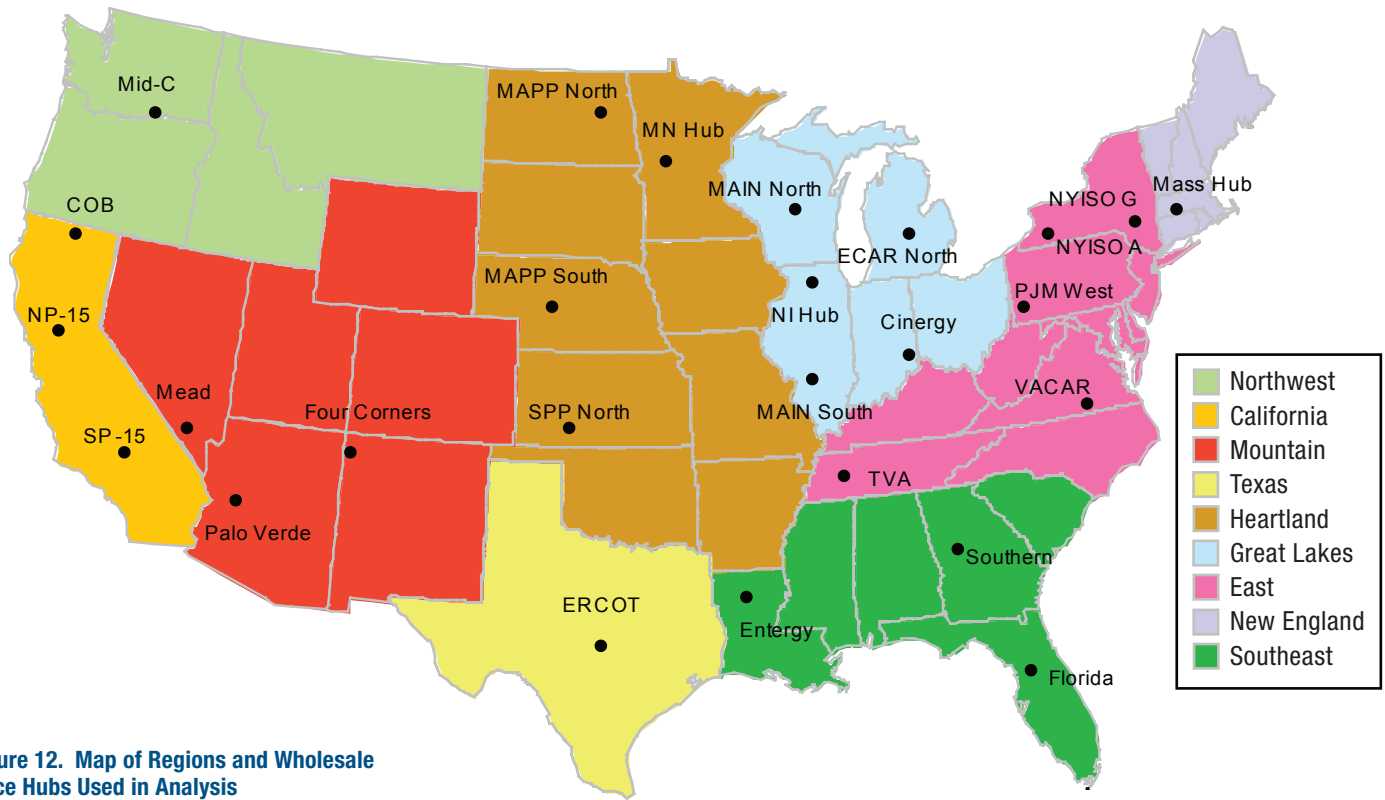 Mid-C
MAPP North
MN Hub
MAIN North
NYISO G
Mass Hub
COB
ECAR North
NYISO A
MAPP South
PJM West
NP-15
NI Hub
Cinergy
Mead
Four Corners
SPP North
MAIN South
VACAR
SP-15
TVA
Palo Verde
Southern
ERCOT
Entergy
Florida
Northwest
California
Mountain
Texas
Heartland
Great Lakes
East
New England
Southeast
ure 12. Map of Regions and Wholesale
ce Hubs Used in Analysis